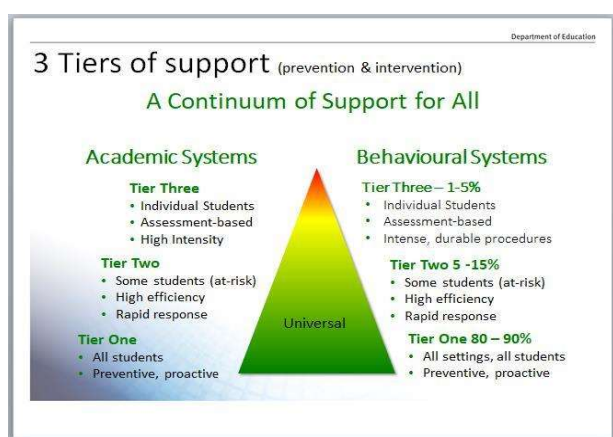 Department of Education
3 Tiers of support (prevention & intervention)
A Continuum of Support for All
Academic Systems
Tier Three
• Individual Students
• Assessment-based
• High Intensity
Tier Two
• Some students (at-risk)
• High efficiency
• Rapid response
Tier One
• All students
• Preventive, proactive
Universal
Behavioural Systems
Tier Three – 1-5%
• Individual Students
• Assessment-based
• Intense, durable procedures
Tier Two 5 -15%
• Some students (at-risk)
• High efficiency
• Rapid response
Tier One 80 – 90%
• All settings, all students
• Preventive, proactive